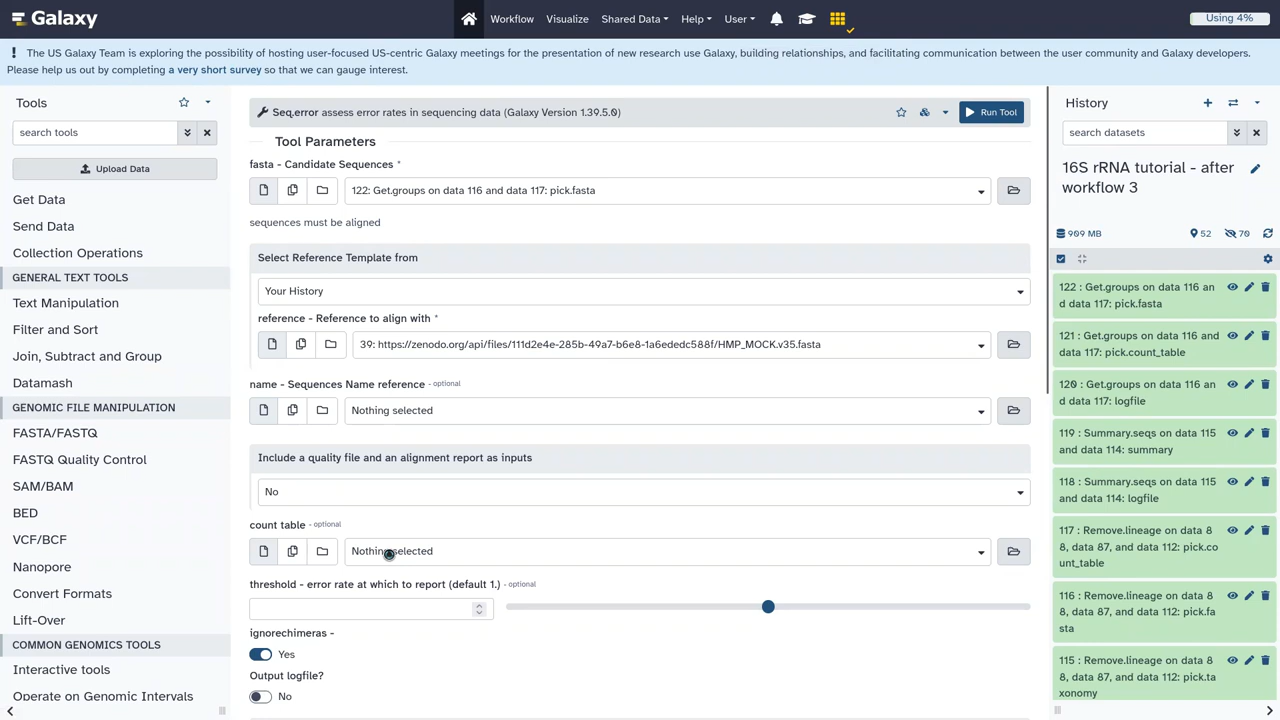 Galaxy
Workflow
Visualize
Shared Data
Help
User
Using 4%
The US Galaxy Team is exploring the possibility of hosting user-focused US-centric Galaxy meetings for the presentation of new research use Galaxy, building relationships, and facilitating communication between the user community and Galaxy developers.
Please help us out by completing a very short survey so that we can gauge interest.
Tools
search tools
Upload Data
Get Data
Send Data
Collection Operations
GENERAL TEXT TOOLS
Text Manipulation
Filter and Sort
Join, Subtract and Group
Datamash
GENOMIC FILE MANIPULATION
FASTA/FASTQ
FASTQ Quality Control
SAM/BAM
BED
VCF/BCF
Nanopore
Convert Formats
Lift-Over
COMMON GENOMICS TOOLS
Interactive tools
Operate on Genomic Intervals
Seq.error assess error rates in sequencing data (Galaxy Version 1.39.5.0)
Run Tool
Tool Parameters
fasta - Candidate Sequences *
122: Get.groups on data 116 and data 117: pick.fasta
sequences must be aligned
Select Reference Template from
Your History
reference - Reference to align with *
39: https://zenodo.org/api/files/111d2e4e-285b-49a7-b6e8-1a6ededc588f/HMP_MOCK.v35.fasta
name - Sequences Name reference - optional
Nothing selected
Include a quality file and an alignment report as inputs
No
count table - optional
Nothing selected
threshold - error rate at which to report (default 1.) - optional
ignorechimeras -
Yes
Output logfile?
No
History
search datasets
16S rRNA tutorial - after
workflow 3
909 MB
52
70
122 : Get.groups on data 116 an
d data 117: pick.fasta
121 : Get.groups on data 116 and
data 117: pick.count_table
120 : Get.groups on data 116 an
d data 117: logfile
119 : Summary.seqs on data 115
and data 114: summary
118 : Summary.seqs on data 115
and data 114: logfile
117 : Remove.lineage on data 8
8, data 87, and data 112: pick.co
unt_table
116 : Remove.lineage on data 8
8, data 87, and data 112: pick.fa
sta
115 : Remove.lineage on data 8
8, data 87, and data 112: pick.ta
xonomy